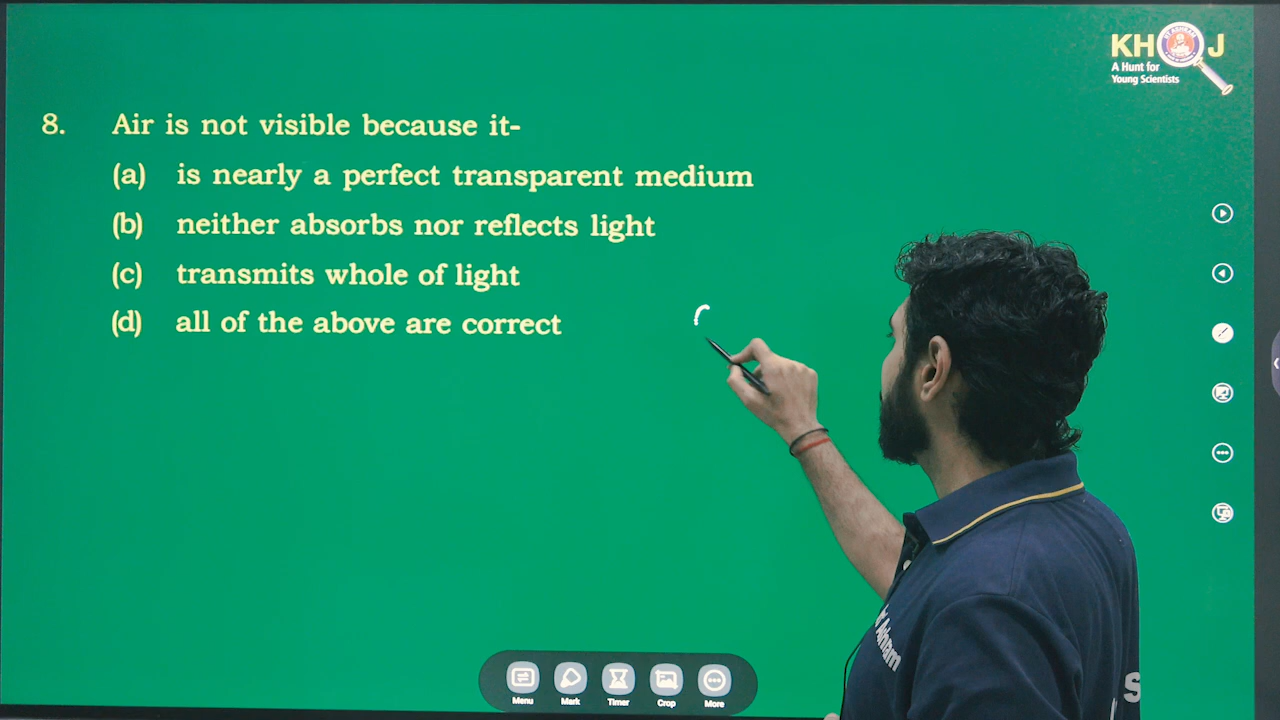 KHOJ
A Hunt for
Young Scientists
8. Air is not visible because it-
(a) is nearly a perfect transparent medium
(b) neither absorbs nor reflects light
(c) transmits whole of light
(d) all of the above are correct
Menu Mark Timer Crop More